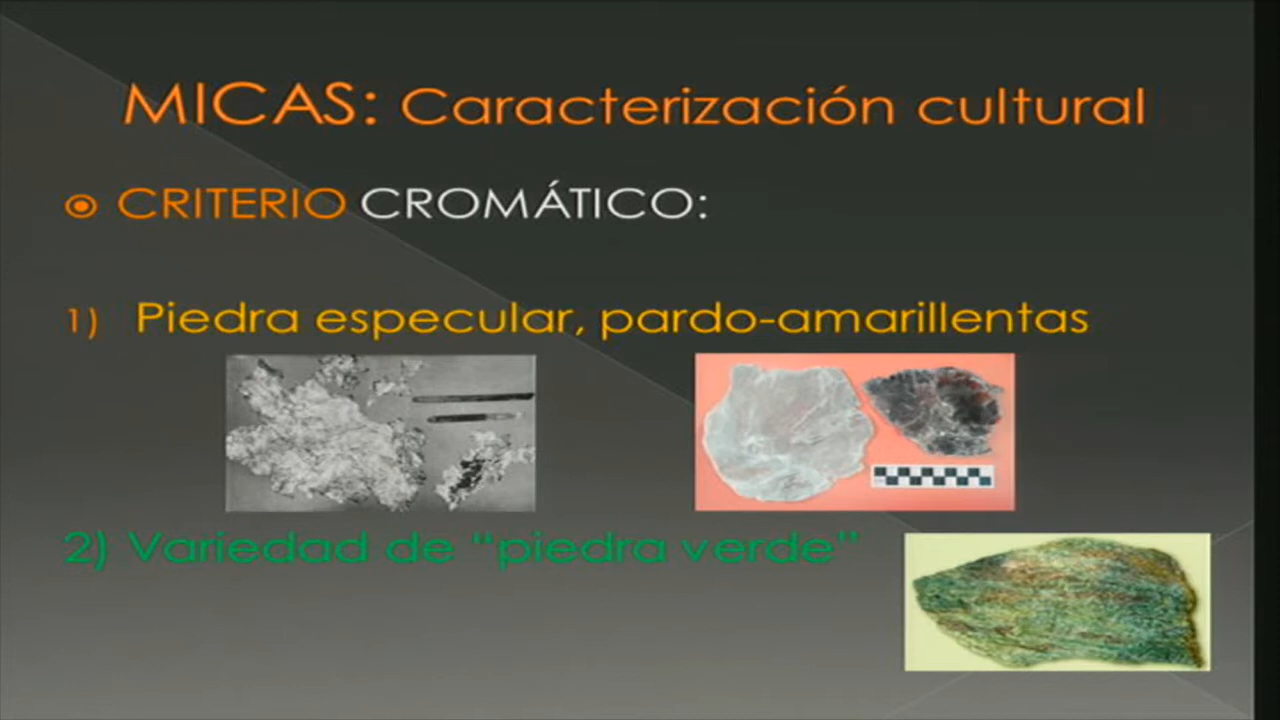 MICAS: Caracterización cultural
CRITERIO CROMÁTICO:
1) Piedra especular, pardo-amarillentas
2) Variedad de “piedra verde”